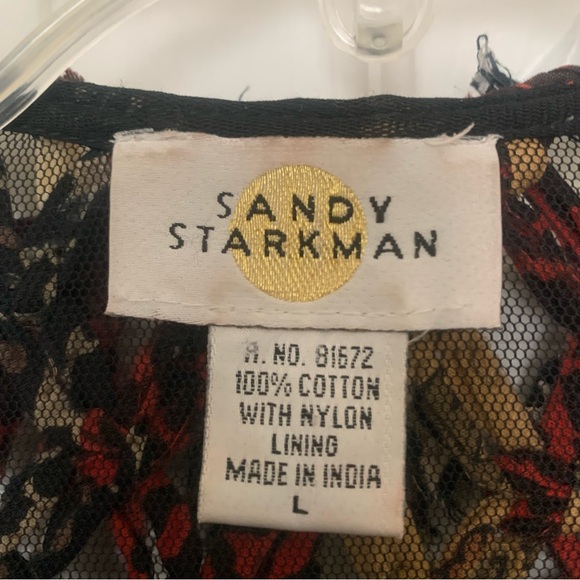 SANDY
STARKMAN
A. NO. 81672
100% COTTON
WITH NYLON
LINING
MADE IN INDIA
L